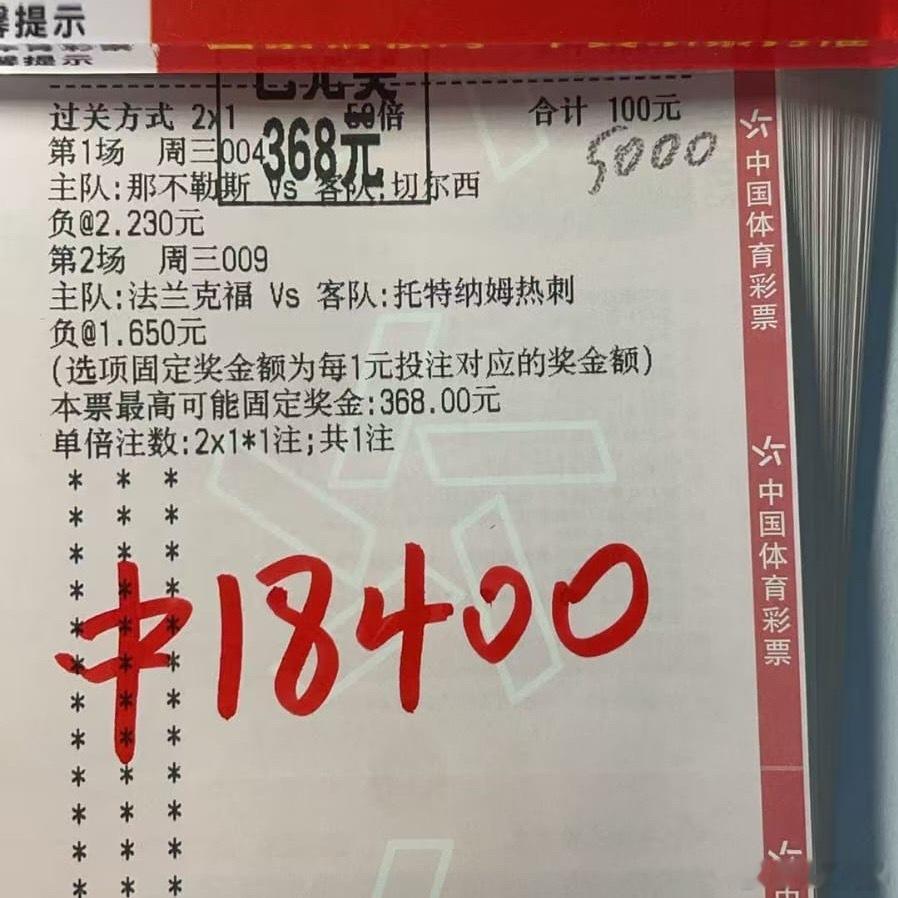 提示
已兑奖
过关方式 2x1 50倍 合计 100元
368元
5000
第1场 周三004
主队:那不勒斯 Vs 客队:切尔西
负@2.230元
第2场 周三009
主队:法兰克福 Vs 客队:托特纳姆热刺
负@1.650元
(选项固定奖金额为每1元投注对应的奖金额)
本票最高可能固定奖金:368.00元
单倍注数:2x1*1注;共1注
* * *
* * *
* * *
* * *
* * *
* * *
* * *
* * *
* * *
* * *
* * *
* * *
中18400
中国体育彩票
中国体育彩票
中